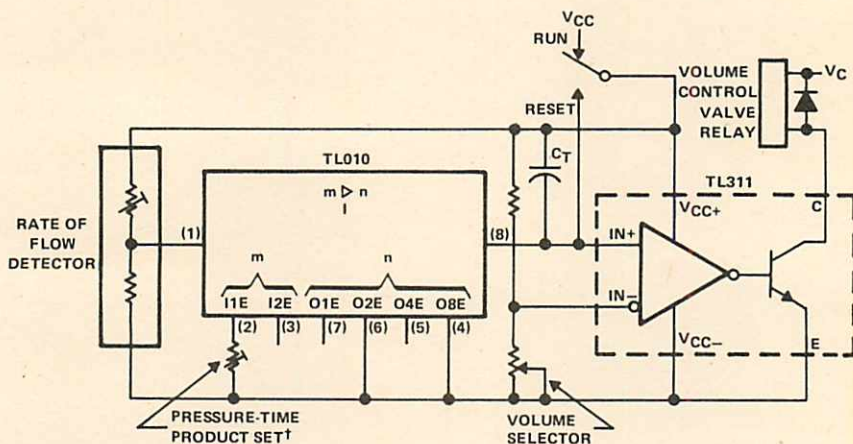 VCC
RUN
RESET
VOLUME
CONTROL
VALVE
RELAY
VC
TL010
CT
TL311
m ▷ n
I
RATE OF
FLOW
DETECTOR
(1)
(8)
IN+
VCC+
C
m
n
I1E I2E O1E O2E O4E O8E
(2) (3) (7) (6) (5) (4)
IN−
VCC−
E
PRESSURE-TIME
PRODUCT SET†
VOLUME
SELECTOR